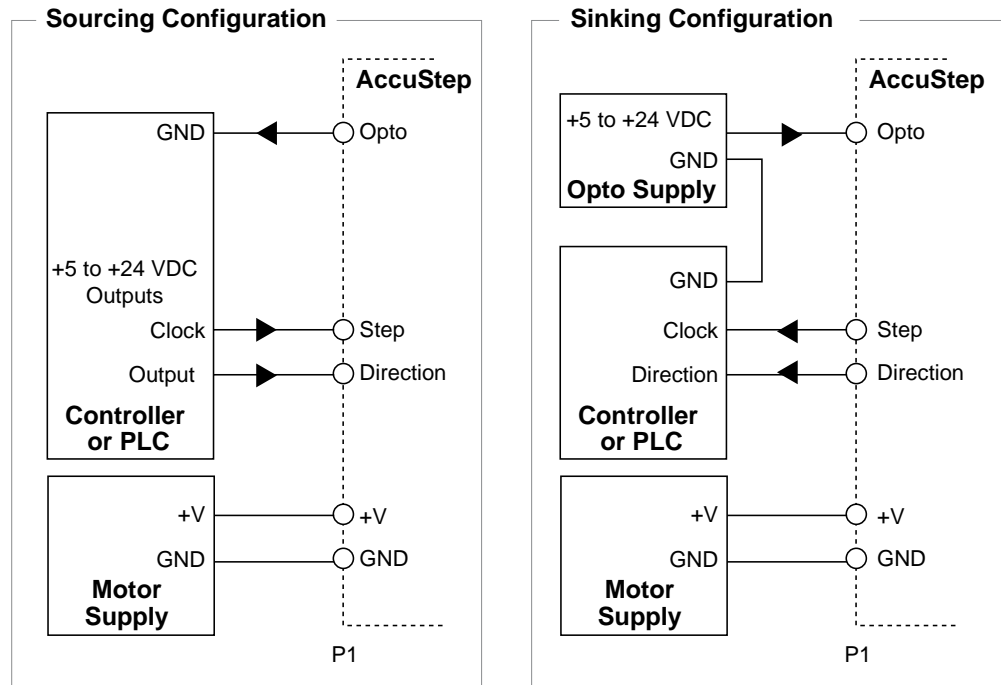 Sourcing Configuration
AccuStep
GND
Opto
+5 to +24 VDC
Outputs
Clock
Step
Output
Direction
Controller
or PLC
+V
+V
GND
GND
Motor
Supply
P1
Sinking Configuration
AccuStep
+5 to +24 VDC
Opto
GND
Opto Supply
GND
Clock
Step
Direction
Direction
Controller
or PLC
+V
+V
GND
GND
Motor
Supply
P1